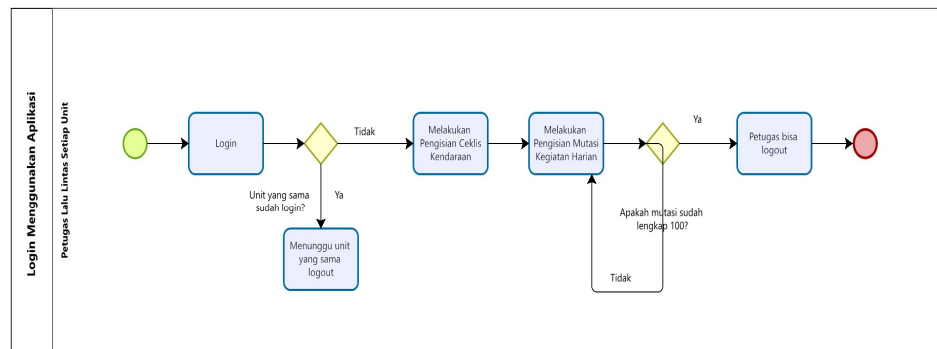 Login Menggunakan Aplikasi
Petugas Lalu Lintas Setiap Unit
Login
Unit yang sama
sudah login?
Tidak
Ya
Menunggu unit
yang sama
logout
Melakukan
Pengisian Ceklis
Kendaraan
Melakukan
Pengisian Mutasi
Kegiatan Harian
Apakah mutasi sudah
lengkap 100?
Ya
Tidak
Petugas bisa
logout